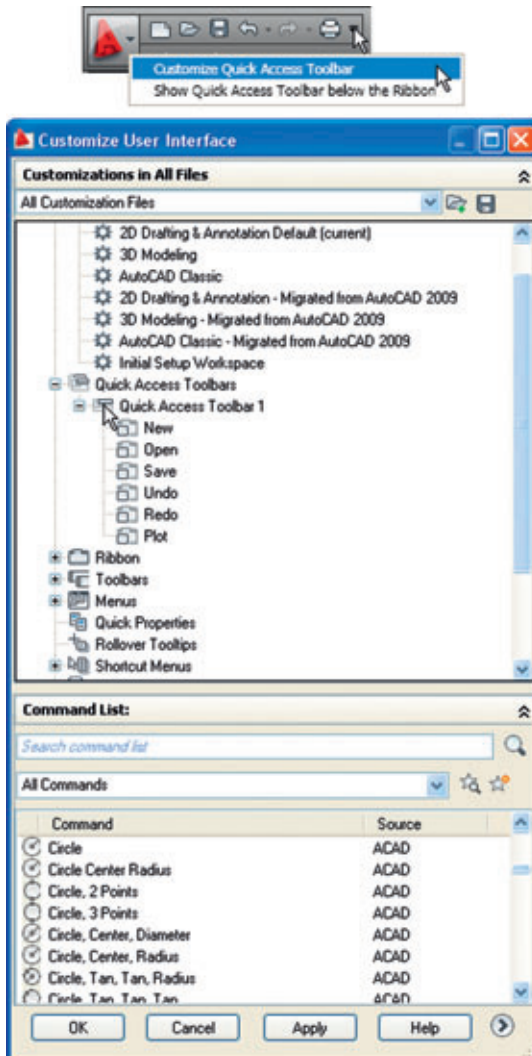 Customize Quick Access Toolbar
Show Quick Access Toolbar below the Ribbon
Customize User Interface
Customizations in All Files
All Customization Files
2D Drafting & Annotation Default (current)
3D Modeling
AutoCAD Classic
2D Drafting & Annotation - Migrated from AutoCAD 2009
3D Modeling - Migrated from AutoCAD 2009
AutoCAD Classic - Migrated from AutoCAD 2009
Initial Setup Workspace
Quick Access Toolbars
Quick Access Toolbar 1
New
Open
Save
Undo
Redo
Plot
Ribbon
Toolbars
Menus
Quick Properties
Rollover Tooltips
Shortcut Menus
Command List:
Search command list
All Commands
Command Source
Circle ACAD
Circle Center Radius ACAD
Circle, 2 Points ACAD
Circle, 3 Points ACAD
Circle, Center, Diameter ACAD
Circle, Center, Radius ACAD
Circle, Tan, Tan, Radius ACAD
Circle, Tan, Tan, Tan ACAD
OK Cancel Apply Help